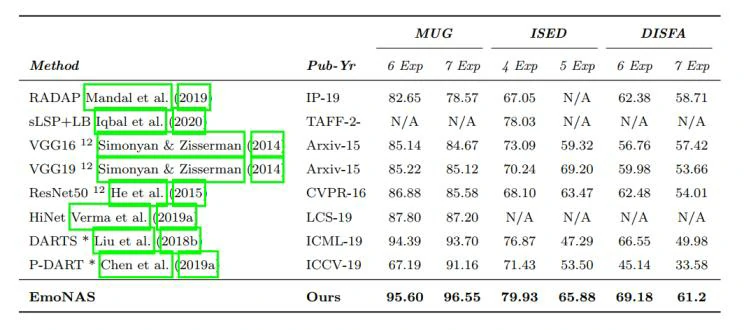 MUG ISED DISFA
Method Pub-Yr 6 Exp 7 Exp 4 Exp 5 Exp 6 Exp 7 Exp
RADAP Mandal et al. (2019) IP-19 82.65 78.57 67.05 N/A 62.38 58.71
sLSP+LB Iqbal et al. (2020) TAFF-2- N/A N/A 78.03 N/A N/A N/A
VGG16 12 Simonyan & Zisserman (2014) Arxiv-15 85.14 84.67 73.09 59.32 56.76 57.42
VGG19 12 Simonyan & Zisserman (2014) Arxiv-15 85.22 85.12 70.24 69.20 59.98 53.66
ResNet50 12 He et al. (2015) CVPR-16 86.88 85.58 68.10 63.47 62.48 54.01
HiNet Verma et al. (2019a) LCS-19 87.80 87.20 N/A N/A N/A N/A
DARTS * Liu et al. (2018b) ICML-19 94.39 93.70 76.87 47.29 66.55 49.98
P-DART * Chen et al. (2019a) ICCV-19 67.19 91.16 71.43 53.50 45.14 33.58
EmoNAS Ours 95.60 96.55 79.93 65.88 69.18 61.2